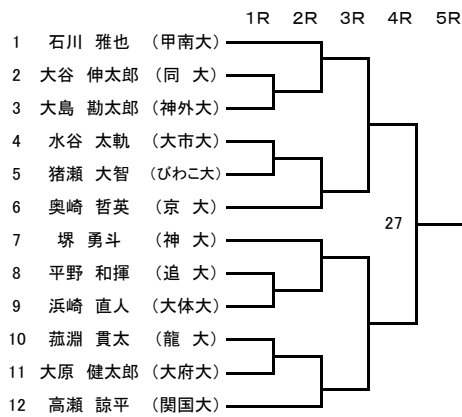 1R 2R 3R 4R 5R
1 石川 雅也 (甲南大)
2 大谷 伸太郎 (同 大)
3 大島 勘太郎 (神外大)
4 水谷 太軌 (大市大)
5 猪瀬 大智 (びわこ大)
6 奥崎 哲英 (京 大)
27
7 堺 勇斗 (神 大)
8 平野 和揮 (追 大)
9 浜崎 直人 (大体大)
10 菰淵 貫太 (龍 大)
11 大原 健太郎 (大府大)
12 高瀬 諒平 (関国大)